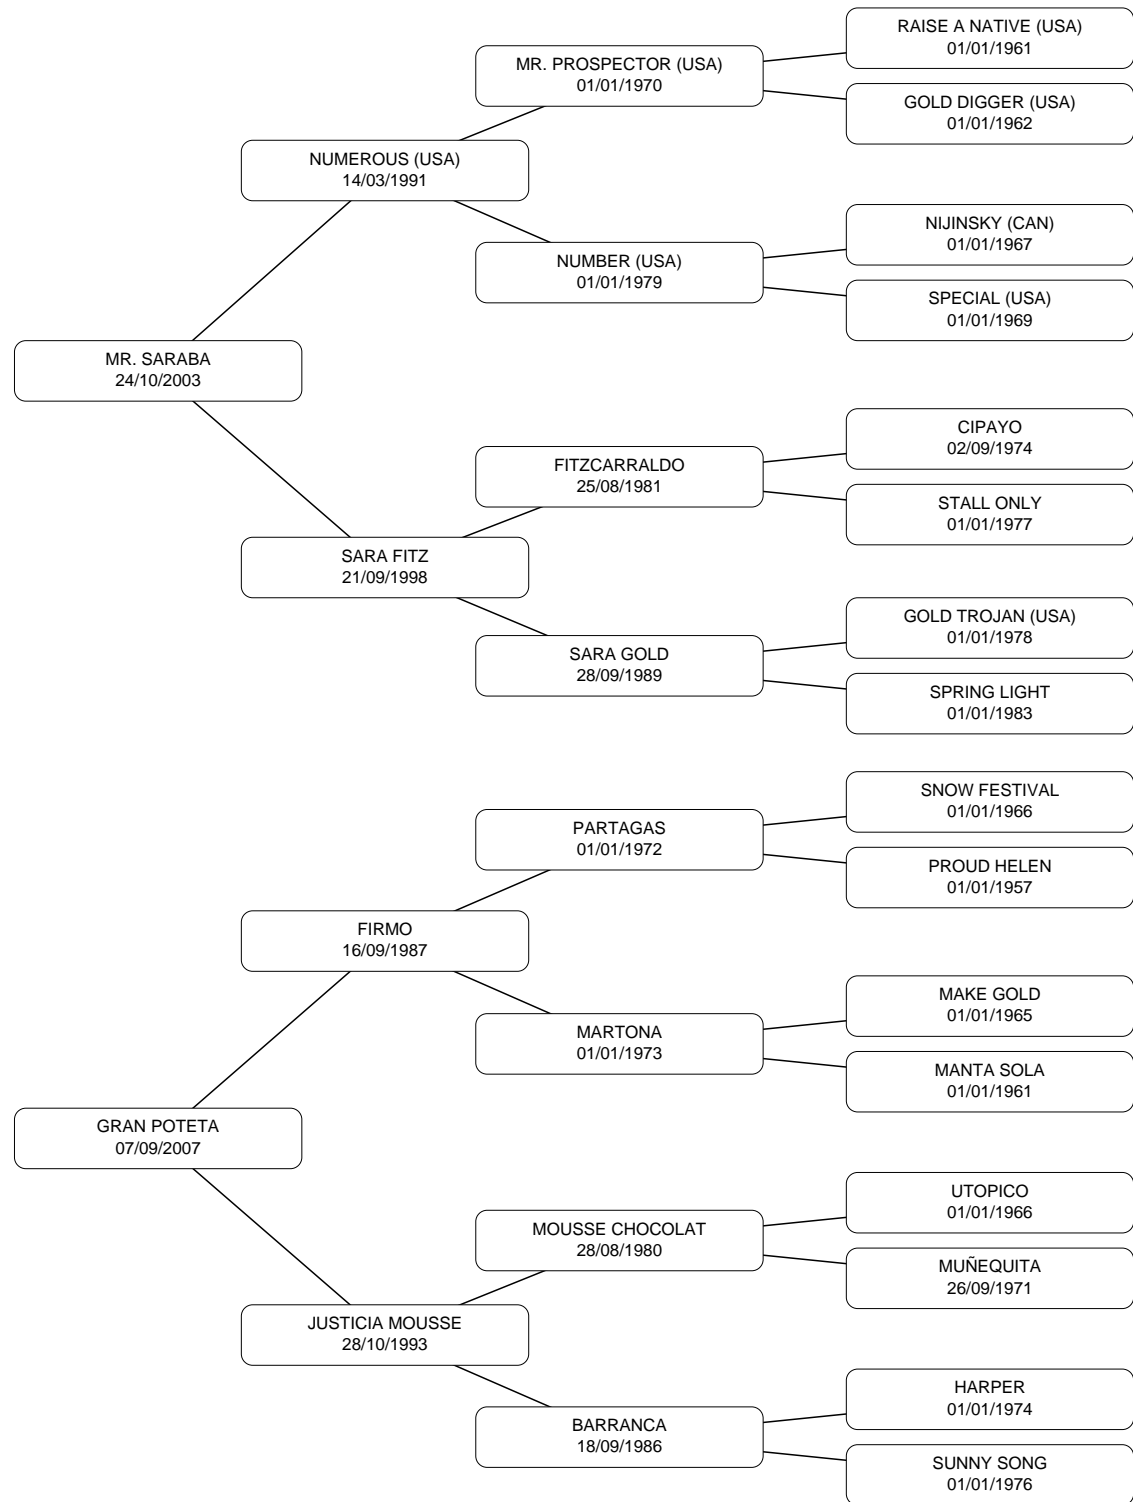 RAISE A NATIVE (USA)
01/01/1961
MR. PROSPECTOR (USA)
01/01/1970
GOLD DIGGER (USA)
01/01/1962
NUMEROUS (USA)
14/03/1991
NIJINSKY (CAN)
01/01/1967
NUMBER (USA)
01/01/1979
SPECIAL (USA)
01/01/1969
MR. SARABA
24/10/2003
CIPAYO
02/09/1974
FITZCARRALDO
25/08/1981
STALL ONLY
01/01/1977
SARA FITZ
21/09/1998
GOLD TROJAN (USA)
01/01/1978
SARA GOLD
28/09/1989
SPRING LIGHT
01/01/1983
SNOW FESTIVAL
01/01/1966
PARTAGAS
01/01/1972
PROUD HELEN
01/01/1957
FIRMO
16/09/1987
MAKE GOLD
01/01/1965
MARTONA
01/01/1973
MANTA SOLA
01/01/1961
GRAN POTETA
07/09/2007
UTOPICO
01/01/1966
MOUSSE CHOCOLAT
28/08/1980
MUÑEQUITA
26/09/1971
JUSTICIA MOUSSE
28/10/1993
HARPER
01/01/1974
BARRANCA
18/09/1986
SUNNY SONG
01/01/1976